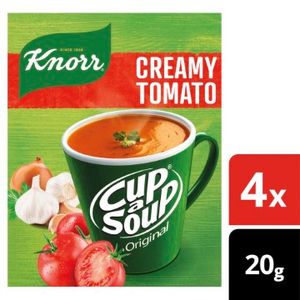 SINCE 1838
Knorr
CREAMY
TOMATO
CUP
a
SOUP
Original
4x
20g